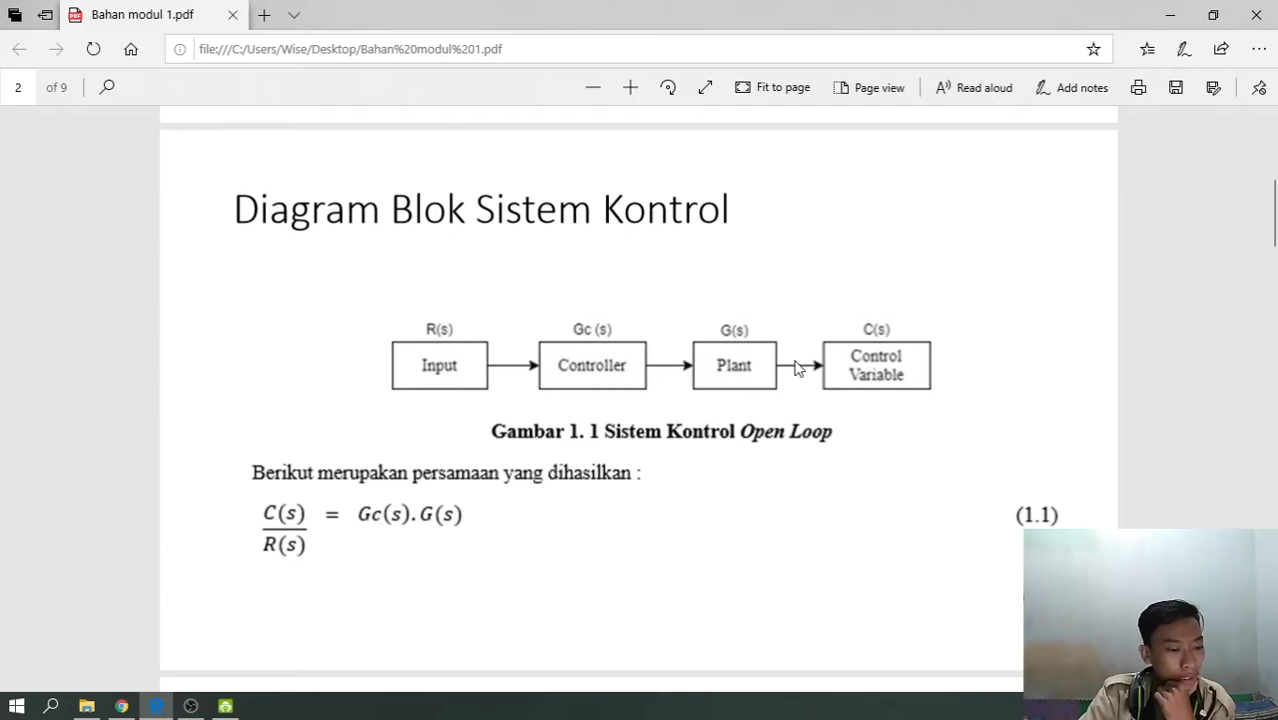 Bahan modul 1.pdf
file:///C:/Users/Wise/Desktop/Bahan%20modul%201.pdf
2 of 9
Fit to page
Page view
Read aloud
Add notes
Diagram Blok Sistem Kontrol
R(s) Gc (s) G(s) C(s)
Input Controller Plant Control Variable
Gambar 1. 1 Sistem Kontrol Open Loop
Berikut merupakan persamaan yang dihasilkan :
C(s)
= Gc(s). G(s) (1.1)
R(s)